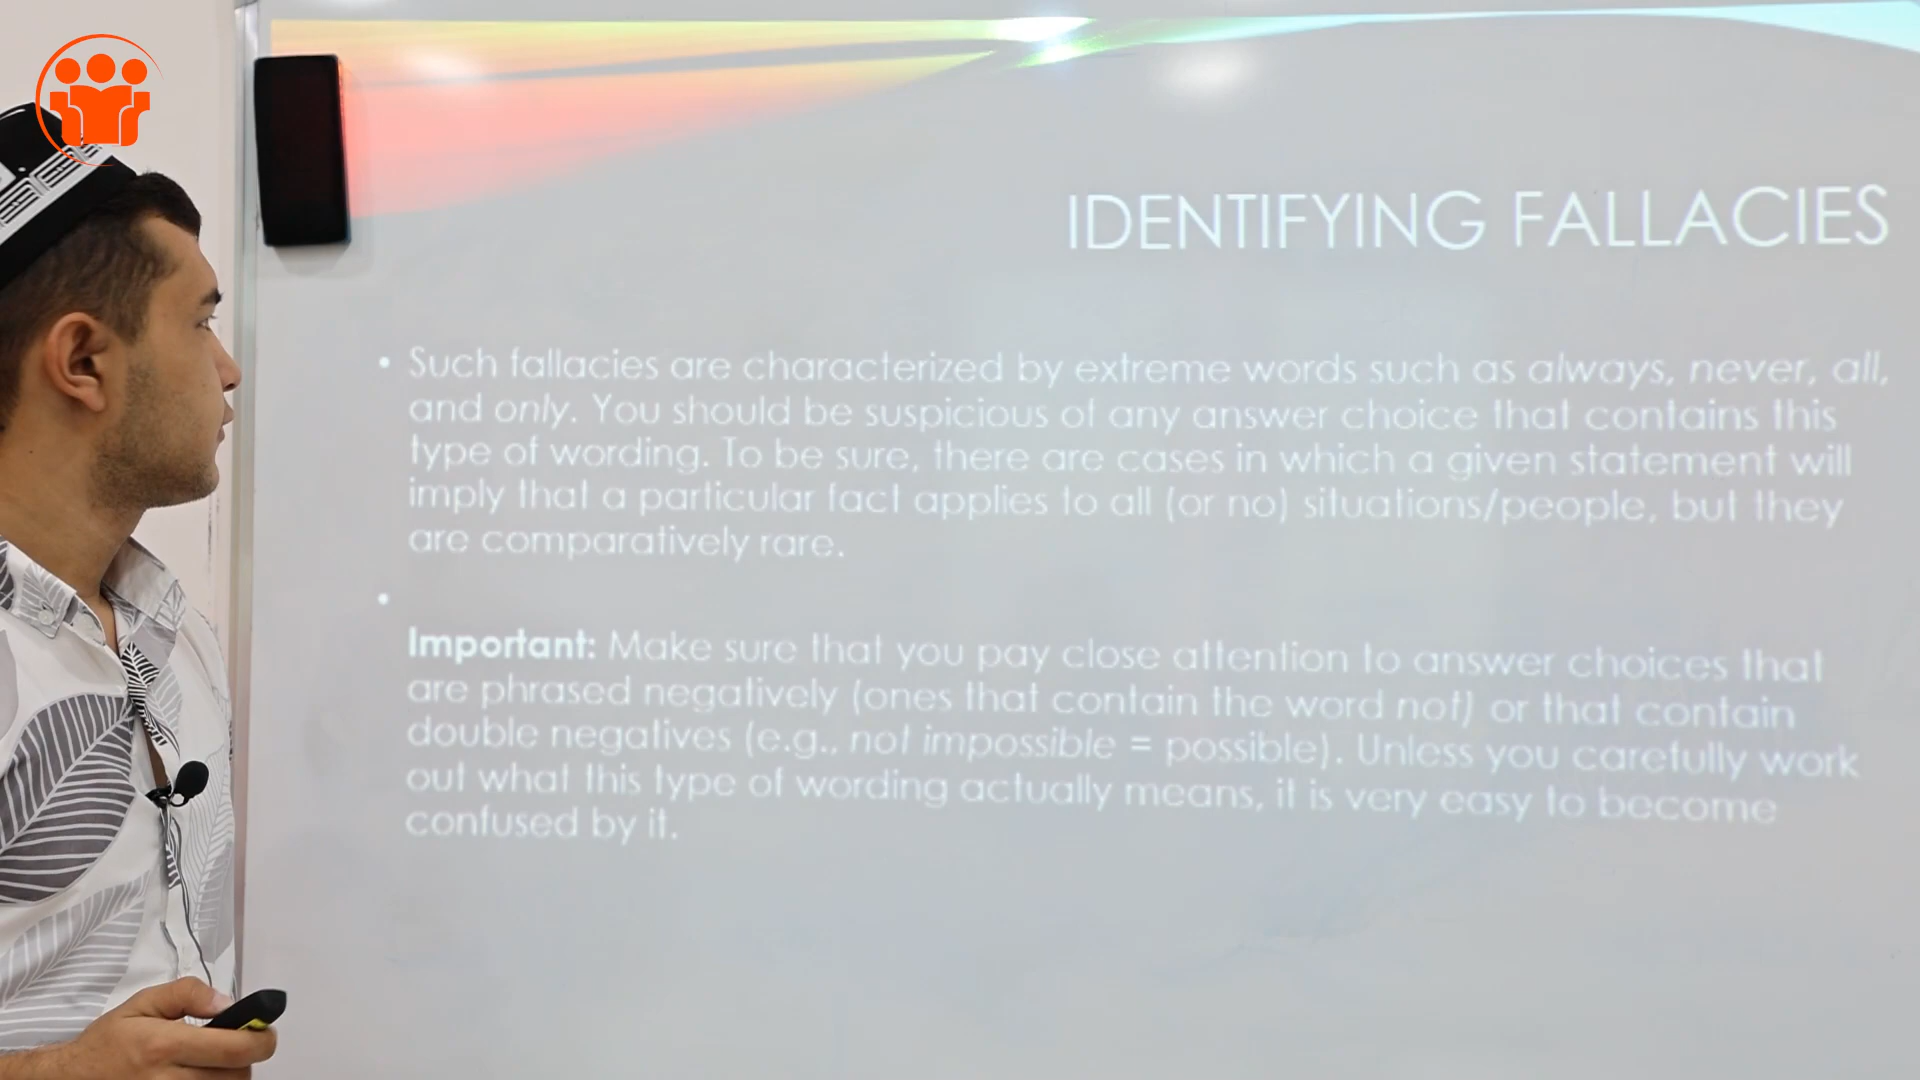 IDENTIFYING FALLACIES
• Such fallacies are characterized by extreme words such as always, never, all,
and only. You should be suspicious of any answer choice that contains this
type of wording. To be sure, there are cases in which a given statement will
imply that a particular fact applies to all (or no) situations/people, but they
are comparatively rare.
•
Important: Make sure that you pay close attention to answer choices that
are phrased negatively (ones that contain the word not) or that contain
double negatives (e.g., not impossible = possible). Unless you carefully work
out what this type of wording actually means, it is very easy to become
confused by it.